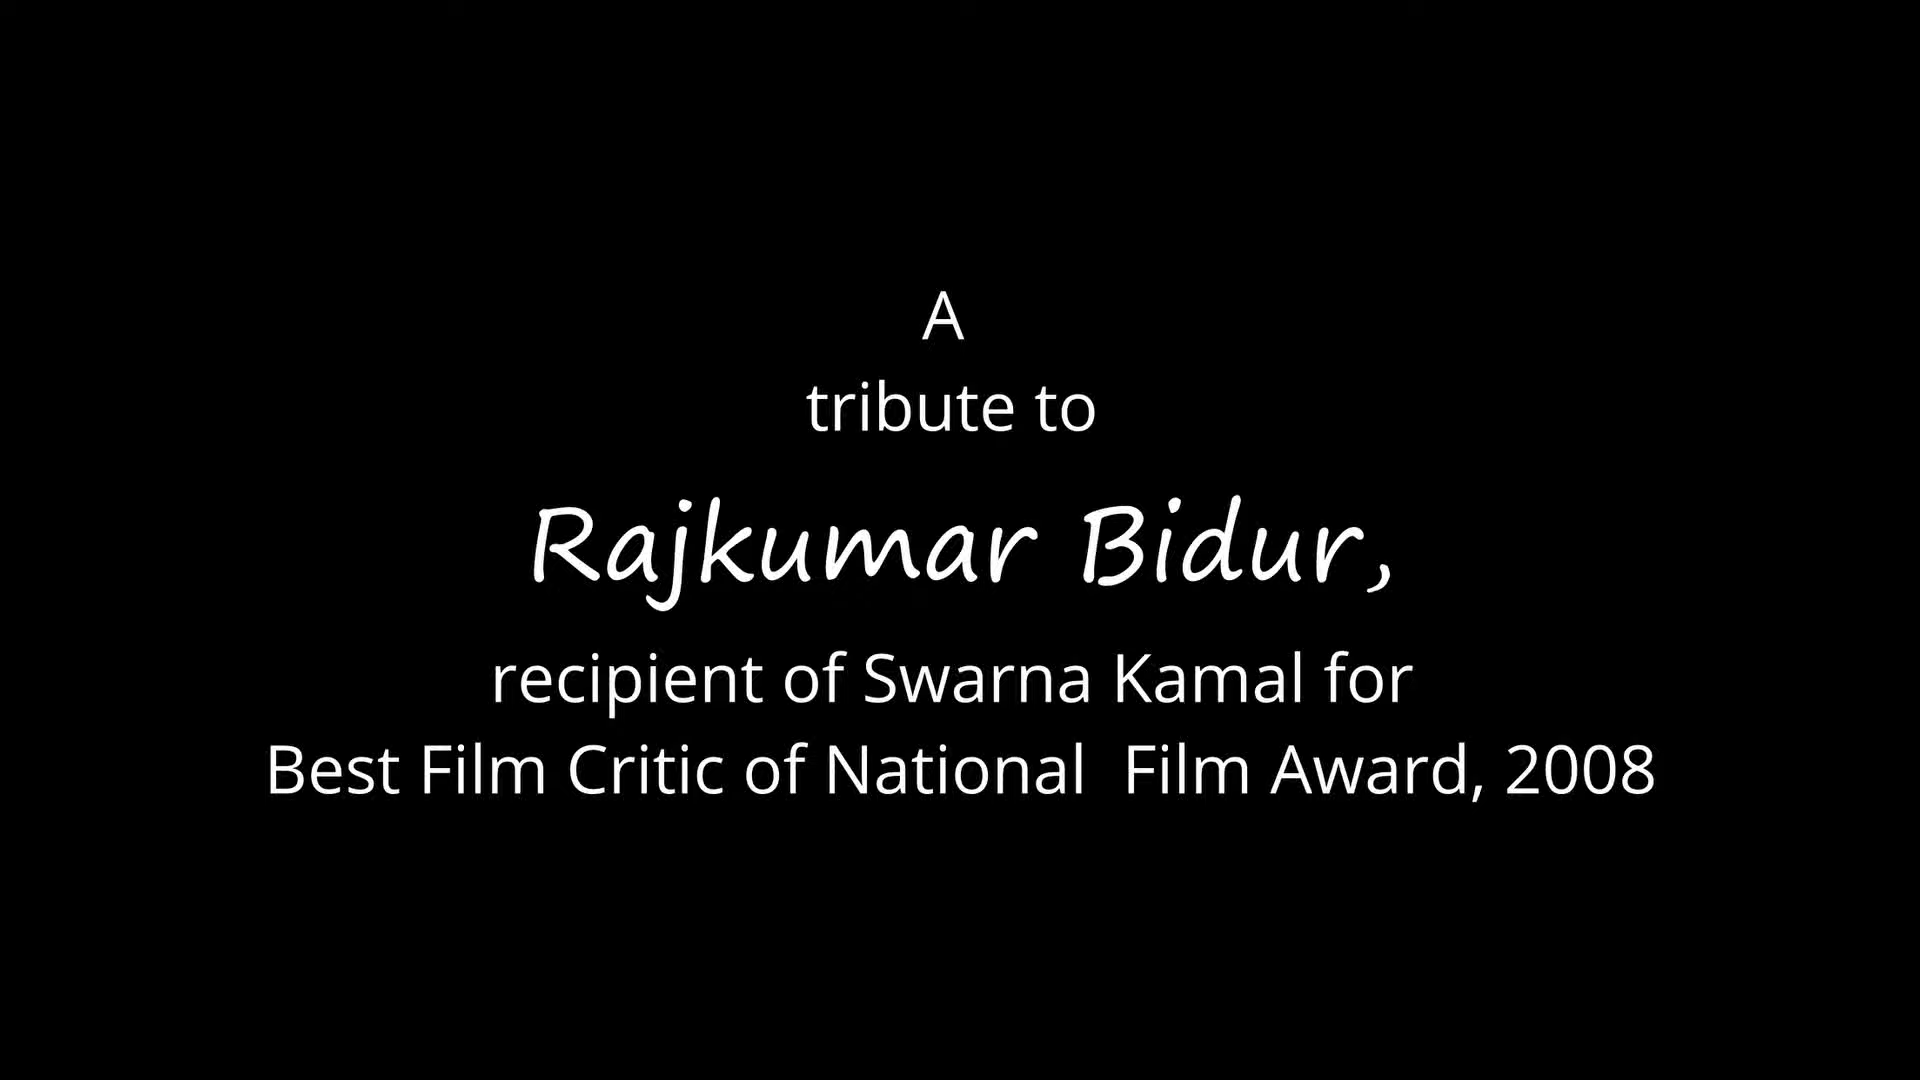 A
tribute to
Rajkumar Bidur,
recipient of Swarna Kamal for
Best Film Critic of National  Film Award, 2008